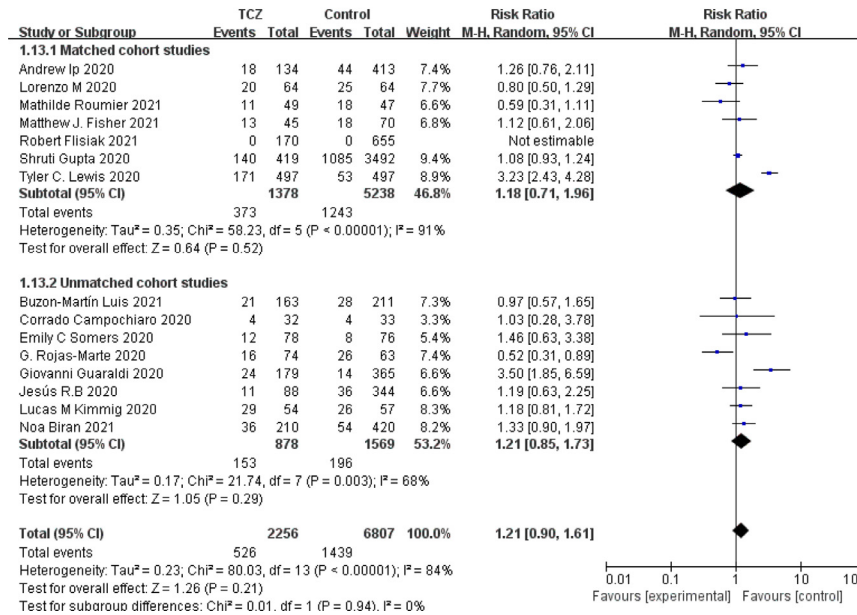 TCZ Control Risk Ratio Risk Ratio
Study or Subgroup Events Total Events Total Weight M-H, Random, 95% CI M-H, Random, 95% CI
1.13.1 Matched cohort studies
Andrew Ip 2020 18 134 44 413 7.4% 1.26 [0.76, 2.11]
Lorenzo M 2020 20 64 25 64 7.5% 0.80 [0.50, 1.29]
Mathilde Roumier 2021 11 49 18 47 6.6% 0.59 [0.31, 1.11]
Matthew J. Fisher 2021 13 45 18 70 6.8% 1.12 [0.61, 2.06]
Robert Flisiak 2021 0 170 0 655 Not estimable
Shruti Gupta 2020 140 419 1085 3492 9.4% 1.08 [0.93, 1.24]
Tyler C. Lewis 2020 171 497 53 497 8.9% 3.23 [2.43, 4.28]
Subtotal (95% CI) 1378 5238 46.8% 1.18 [0.71, 1.96]
Total events 373 1243
Heterogeneity: Tau² = 0.35; Chi² = 58.23, df = 5 (P < 0.00001); I² = 91%
Test for overall effect: Z = 0.64 (P = 0.52)
1.13.2 Unmatched cohort studies
Buzon-Martín Luis 2021 21 163 28 211 7.3% 0.97 [0.57, 1.65]
Corrado Campochiaro 2020 4 32 4 33 3.3% 1.03 [0.28, 3.78]
Emily C Somers 2020 12 78 8 76 5.2% 1.46 [0.63, 3.38]
G. Rojas-Marte 2020 16 74 26 63 7.2% 0.52 [0.31, 0.89]
Giovanni Guaraldi 2020 24 179 14 365 6.6% 3.50 [1.85, 6.59]
Jesús R.B 2020 11 88 36 344 6.7% 1.19 [0.63, 2.25]
Lucas M Kimmig 2020 29 54 26 57 8.3% 1.18 [0.81, 1.72]
Noa Biran 2021 36 210 54 420 8.2% 1.33 [0.90, 1.97]
Subtotal (95% CI) 878 1569 53.2% 1.21 [0.85, 1.73]
Total events 153 196
Heterogeneity: Tau² = 0.17; Chi² = 21.74, df = 7 (P = 0.003); I² = 68%
Test for overall effect: Z = 1.05 (P = 0.29)
Total (95% CI) 2256 6807 100.0% 1.21 [0.90, 1.61]
Total events 526 1439
Heterogeneity: Tau² = 0.23; Chi² = 80.03, df = 13 (P < 0.00001); I² = 84%
Test for overall effect: Z = 1.26 (P = 0.21)
Test for subgroup differences: Chi² = 0.01, df = 1 (P = 0.94), I² = 0%
0.01 0.1 1 10 100
Favours [experimental] Favours [control]